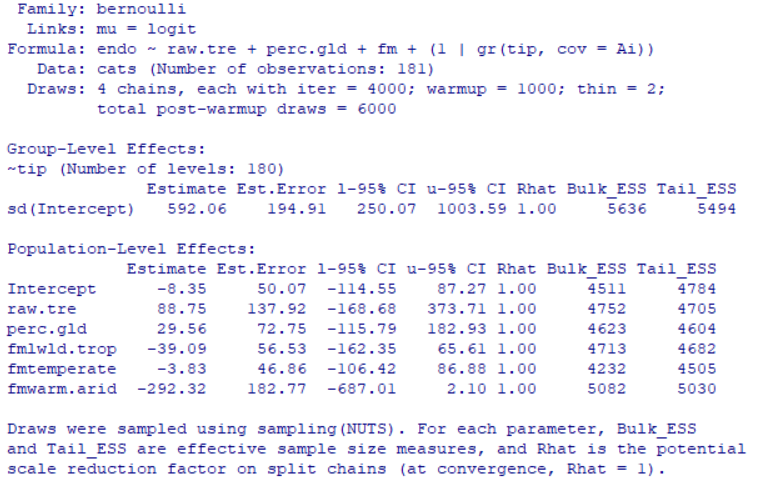 Family: bernoulli
Links: mu = logit
Formula: endo ~ raw.tre + perc.gld + fm + (1 | gr(tip, cov = Ai))
Data: cats (Number of observations: 181)
Draws: 4 chains, each with iter = 4000; warmup = 1000; thin = 2;
total post-warmup draws = 6000

Group-Level Effects:
~tip (Number of levels: 180)
Estimate Est.Error l-95% CI u-95% CI Rhat Bulk_ESS Tail_ESS
sd(Intercept) 592.06 194.91 250.07 1003.59 1.00 5636 5494

Population-Level Effects:
Estimate Est.Error l-95% CI u-95% CI Rhat Bulk_ESS Tail_ESS
Intercept -8.35 50.07 -114.55 87.27 1.00 4511 4784
raw.tre 88.75 137.92 -168.68 373.71 1.00 4752 4705
perc.gld 29.56 72.75 -115.79 182.93 1.00 4623 4604
fmlwld.trop -39.09 56.53 -162.35 65.61 1.00 4713 4682
fmtemperate -3.83 46.86 -106.42 86.88 1.00 4232 4505
fmwarm.arid -292.32 182.77 -687.01 2.10 1.00 5082 5030

Draws were sampled using sampling(NUTS). For each parameter, Bulk_ESS
and Tail_ESS are effective sample size measures, and Rhat is the potential
scale reduction factor on split chains (at convergence, Rhat = 1).